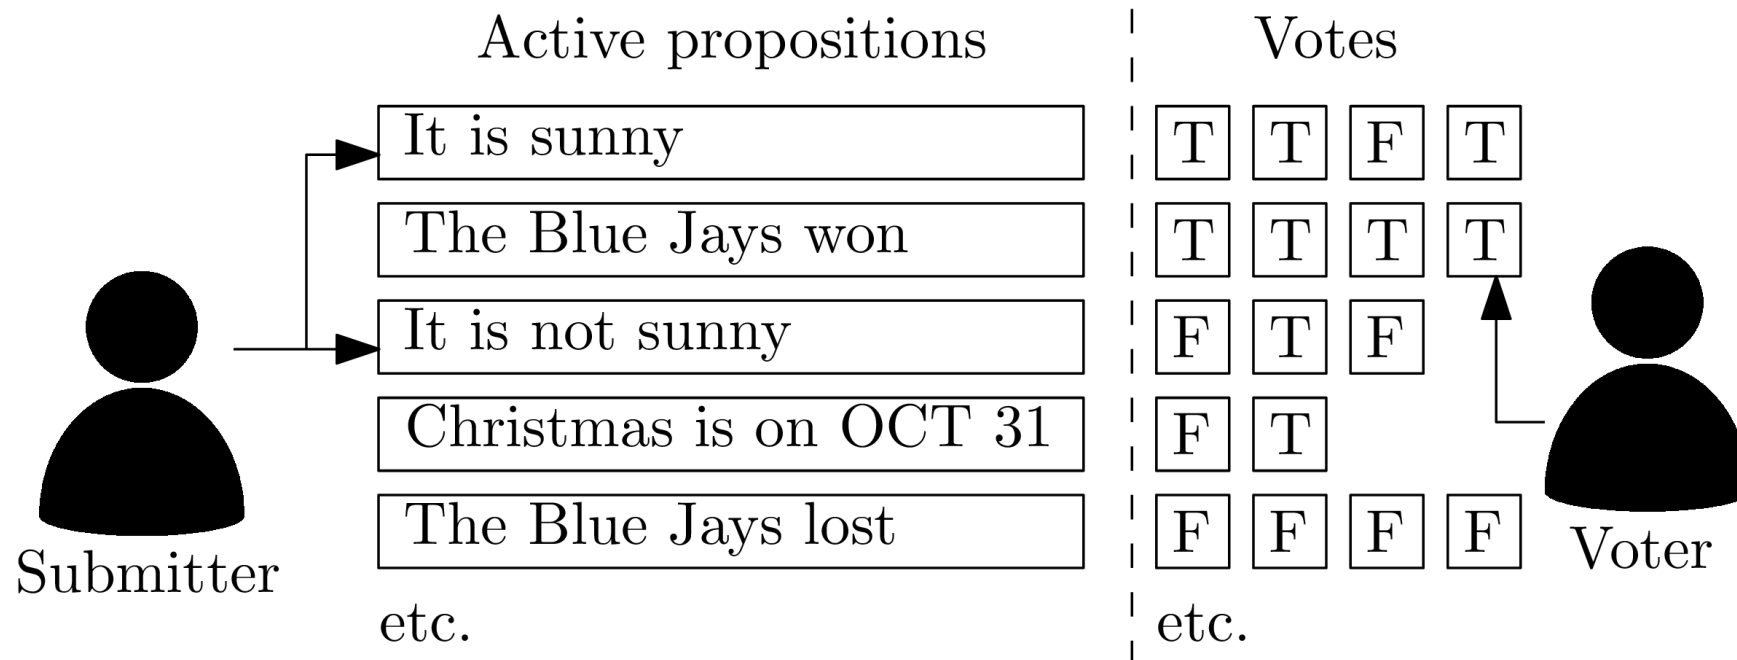 Active propositions Votes
It is sunny T T F T
The Blue Jays won T T T T
It is not sunny F T F
Christmas is on OCT 31 F T
The Blue Jays lost F F F F
Submitter
Voter
etc. etc.